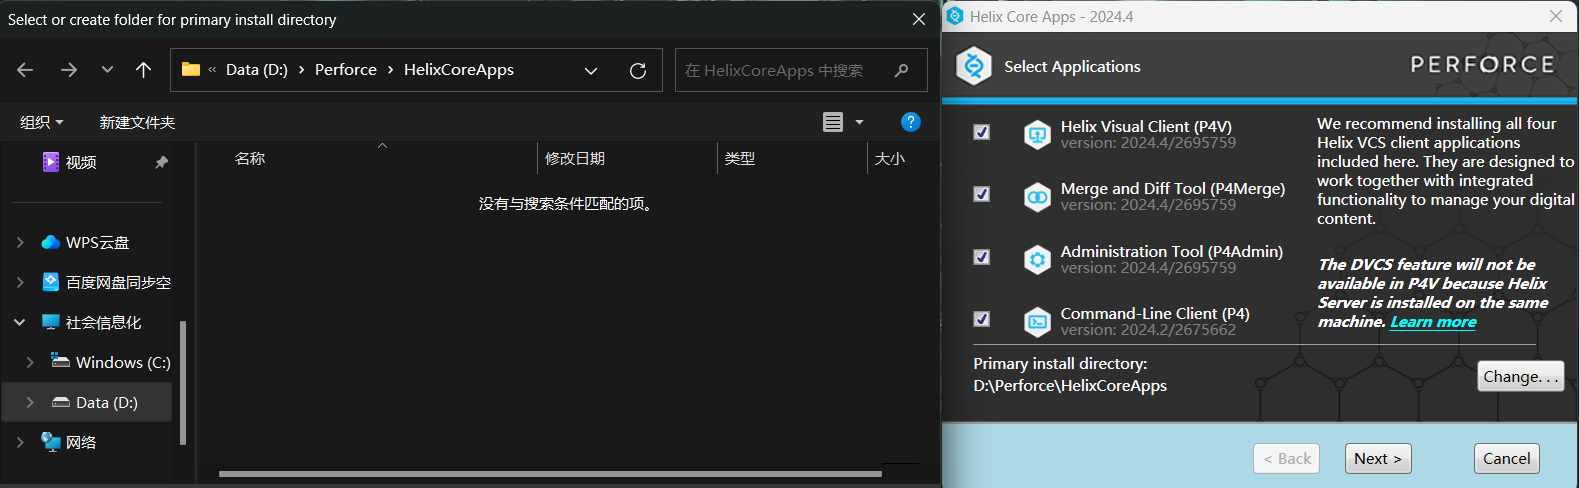 Select or create folder for primary install directory
« Data (D:) › Perforce › HelixCoreApps
在 HelixCoreApps 中搜索
组织
新建文件夹
视频
WPS云盘
百度网盘同步空
社会信息化
Windows (C:)
Data (D:)
网络
名称
修改日期
类型
大小
没有与搜索条件匹配的项。
Helix Core Apps - 2024.4
Select Applications
PERFORCE
Helix Visual Client (P4V)
version: 2024.4/2695759
Merge and Diff Tool (P4Merge)
version: 2024.4/2695759
Administration Tool (P4Admin)
version: 2024.4/2695759
Command-Line Client (P4)
version: 2024.2/2675662
We recommend installing all four
Helix VCS client applications
included here. They are designed to
work together with integrated
functionality to manage your digital
content.
The DVCS feature will not be
available in P4V because Helix
Server is installed on the same
machine. Learn more
Primary install directory:
D:\Perforce\HelixCoreApps
Change. . .
< Back
Next >
Cancel